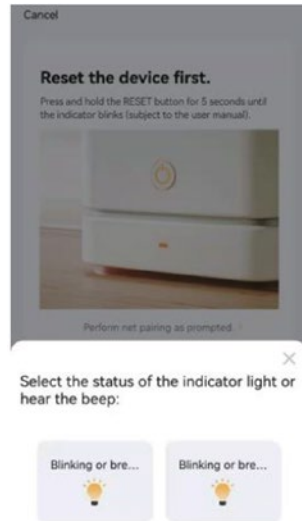 Cancel
Reset the device first.
Press and hold the RESET button for 5 seconds until
the indicator blinks (subject to the user manual).
Perform net pairing as prompted
Select the status of the indicator light or
hear the beep:
Blinking or bre...
Blinking or bre...